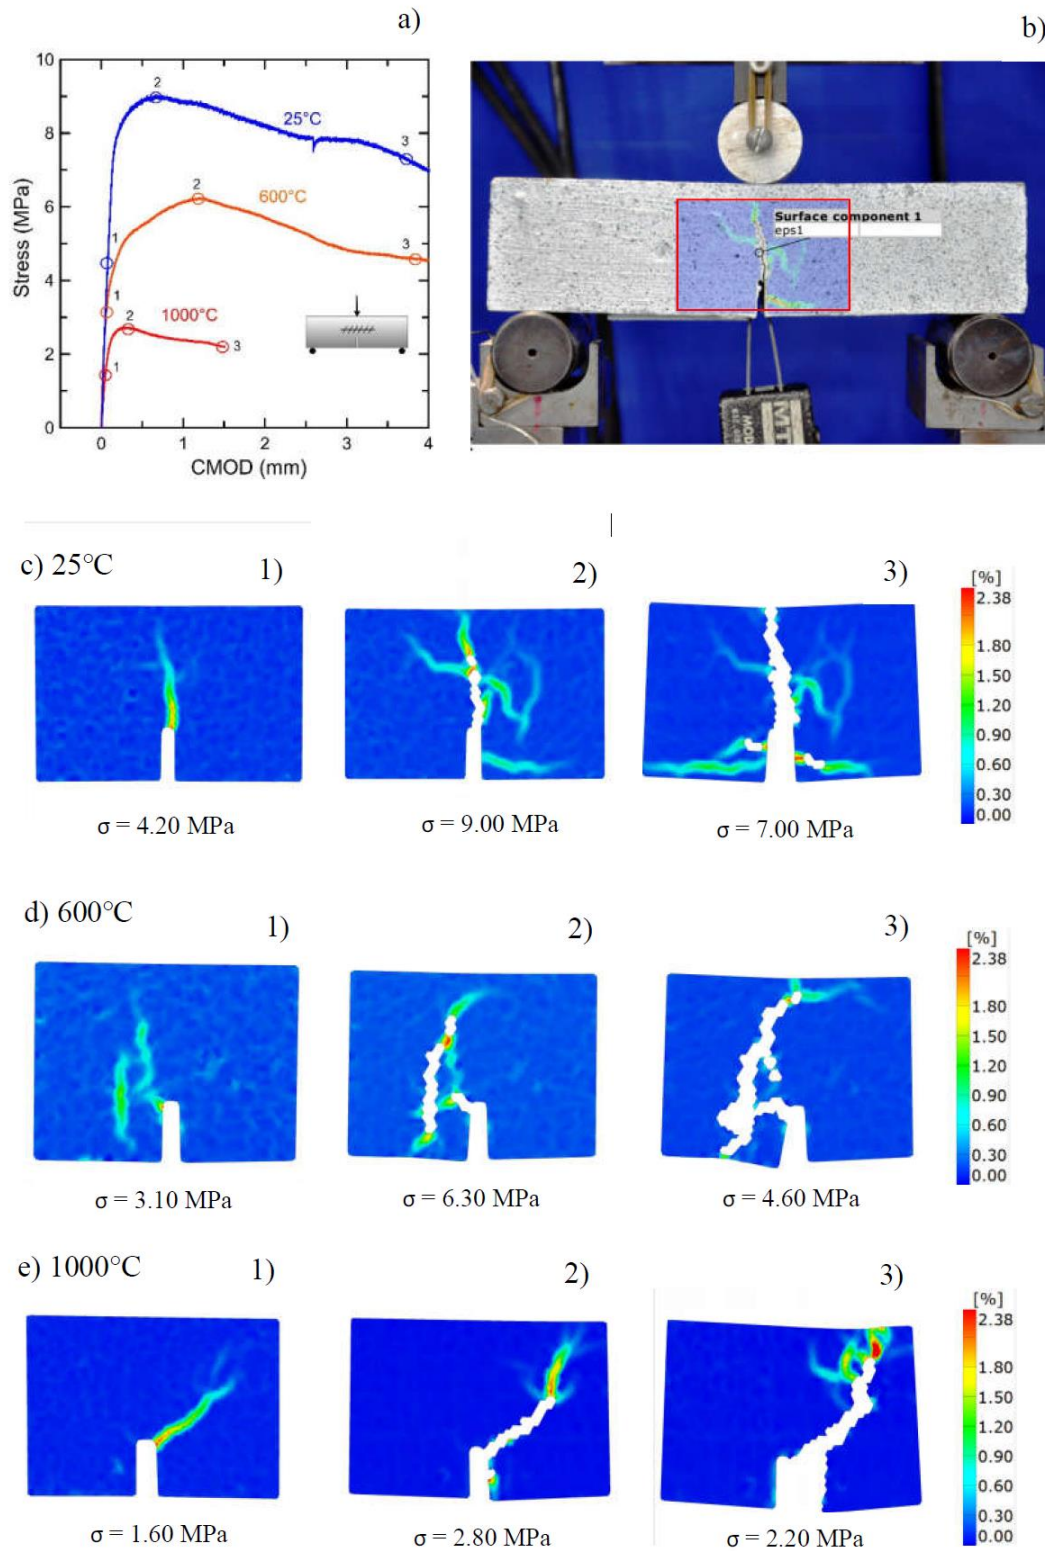 a)
10
8
6
4
2
0
Stress (MPa)
2
25°C
3
2
600°C
1
3
1
2
1000°C
3
1
0 1 2 3 4
CMOD (mm)
b)
Surface component 1
eps1
c) 25°C
1)
2)
3)
[%]
2.38
1.80
1.50
1.20
0.90
0.60
0.30
0.00
σ = 4.20 MPa
σ = 9.00 MPa
σ = 7.00 MPa
d) 600°C
1)
2)
3)
[%]
2.38
1.80
1.50
1.20
0.90
0.60
0.30
0.00
σ = 3.10 MPa
σ = 6.30 MPa
σ = 4.60 MPa
e) 1000°C
1)
2)
3)
[%]
2.38
1.80
1.50
1.20
0.90
0.60
0.30
0.00
σ = 1.60 MPa
σ = 2.80 MPa
σ = 2.20 MPa